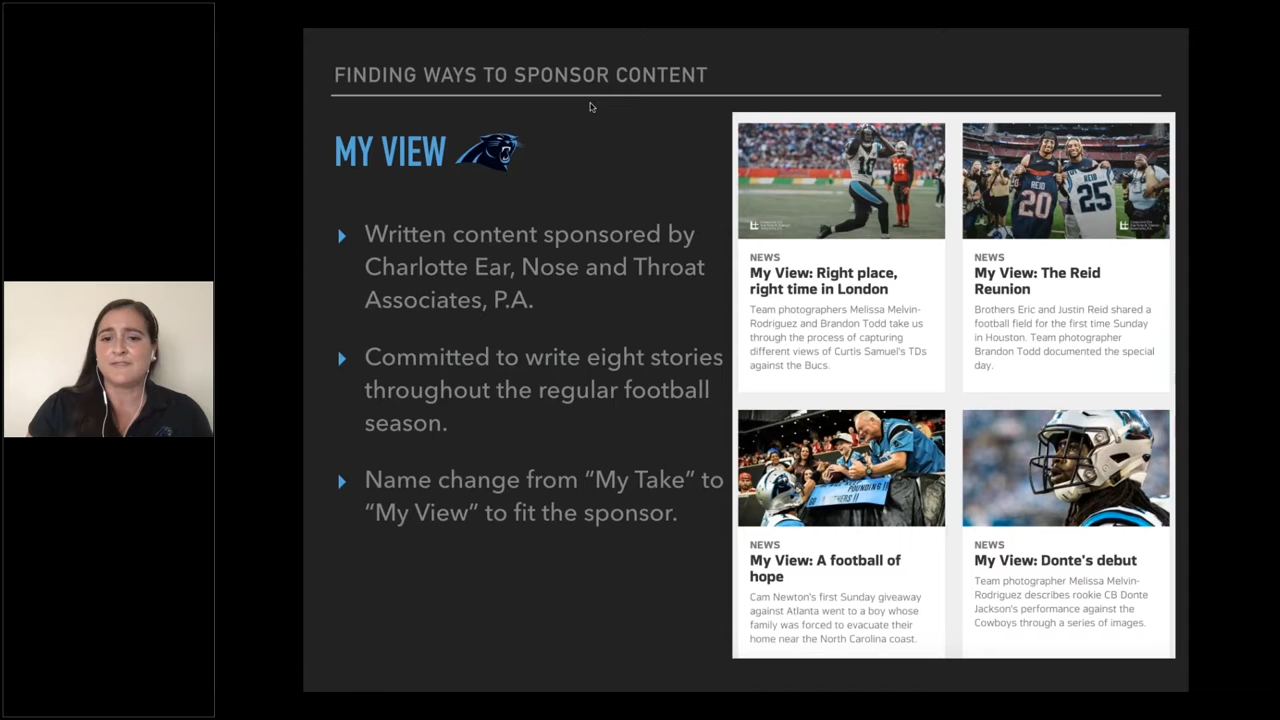 FINDING WAYS TO SPONSOR CONTENT
MY VIEW
Written content sponsored by
Charlotte Ear, Nose and Throat
Associates, P.A.
Committed to write eight stories
throughout the regular football
season.
Name change from “My Take” to
“My View” to fit the sponsor.
10
NEWS
My View: Right place,
right time in London
Team photographers Melissa Melvin-
Rodriguez and Brandon Todd take us
through the process of capturing
different views of Curtis Samuel's TDs
against the Bucs.
REID
20
REID
25
NEWS
My View: The Reid
Reunion
Brothers Eric and Justin Reid shared a
football field for the first time Sunday
in Houston. Team photographer
Brandon Todd documented the special
day.
POUNDING !!
NEWS
My View: A football of
hope
Cam Newton's first Sunday giveaway
against Atlanta went to a boy whose
family was forced to evacuate their
home near the North Carolina coast.
NEWS
My View: Donte's debut
Team photographer Melissa Melvin-
Rodriguez describes rookie CB Donte
Jackson's performance against the
Cowboys through a series of images.